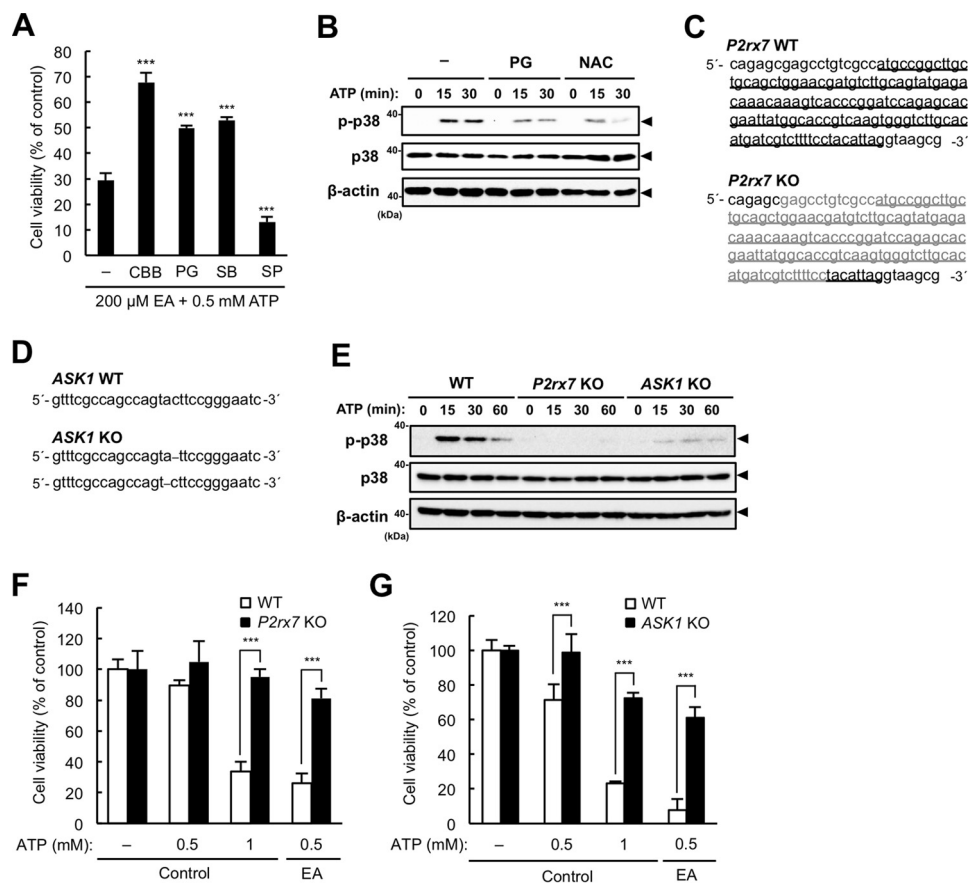 A
Cell viability (% of control)
80
70
60
50
40
30
20
10
0
***
***
***
***
– CBB PG SB SP
200 µM EA + 0.5 mM ATP
B
– PG NAC
ATP (min): 0 15 30 0 15 30 0 15 30
p-p38 40-
p38 40-
β-actin 40-
(kDa)
C
P2rx7 WT
5´- cagagcgagcctgtcgccatgccggcttgc
tgcagctggaacgatgtcttgcagtatgaga
caaacaaagtcacccggatccagagcac
gaattatggcaccgtcaagtgggtcttgcac
atgatcgtcttttcctacattaggtaagcg -3´
P2rx7 KO
5´- cagagcgagcctgtcgccatgccggcttgc
tgcagctggaacgatgtcttgcagtatgaga
caaacaaagtcacccggatccagagcac
gaattatggcaccgtcaagtgggtcttgcac
atgatcgtcttttcctacattaggtaagcg -3´
D
ASK1 WT
5´- gtttcgccagccagtacttccgggaatc -3´
ASK1 KO
5´- gtttcgccagccagta–ttccgggaatc -3´
5´- gtttcgccagccagt–cttccgggaatc -3´
E
WT P2rx7 KO ASK1 KO
ATP (min): 0 15 30 60 0 15 30 60 0 15 30 60
p-p38 40-
p38 40-
β-actin 40-
(kDa)
F
Cell viability (% of control)
140
120
100
80
60
40
20
0
WT
P2rx7 KO
***
***
ATP (mM): – 0.5 1 0.5
Control EA
G
Cell viability (% of control)
120
100
80
60
40
20
0
WT
ASK1 KO
***
***
***
ATP (mM): – 0.5 1 0.5
Control EA